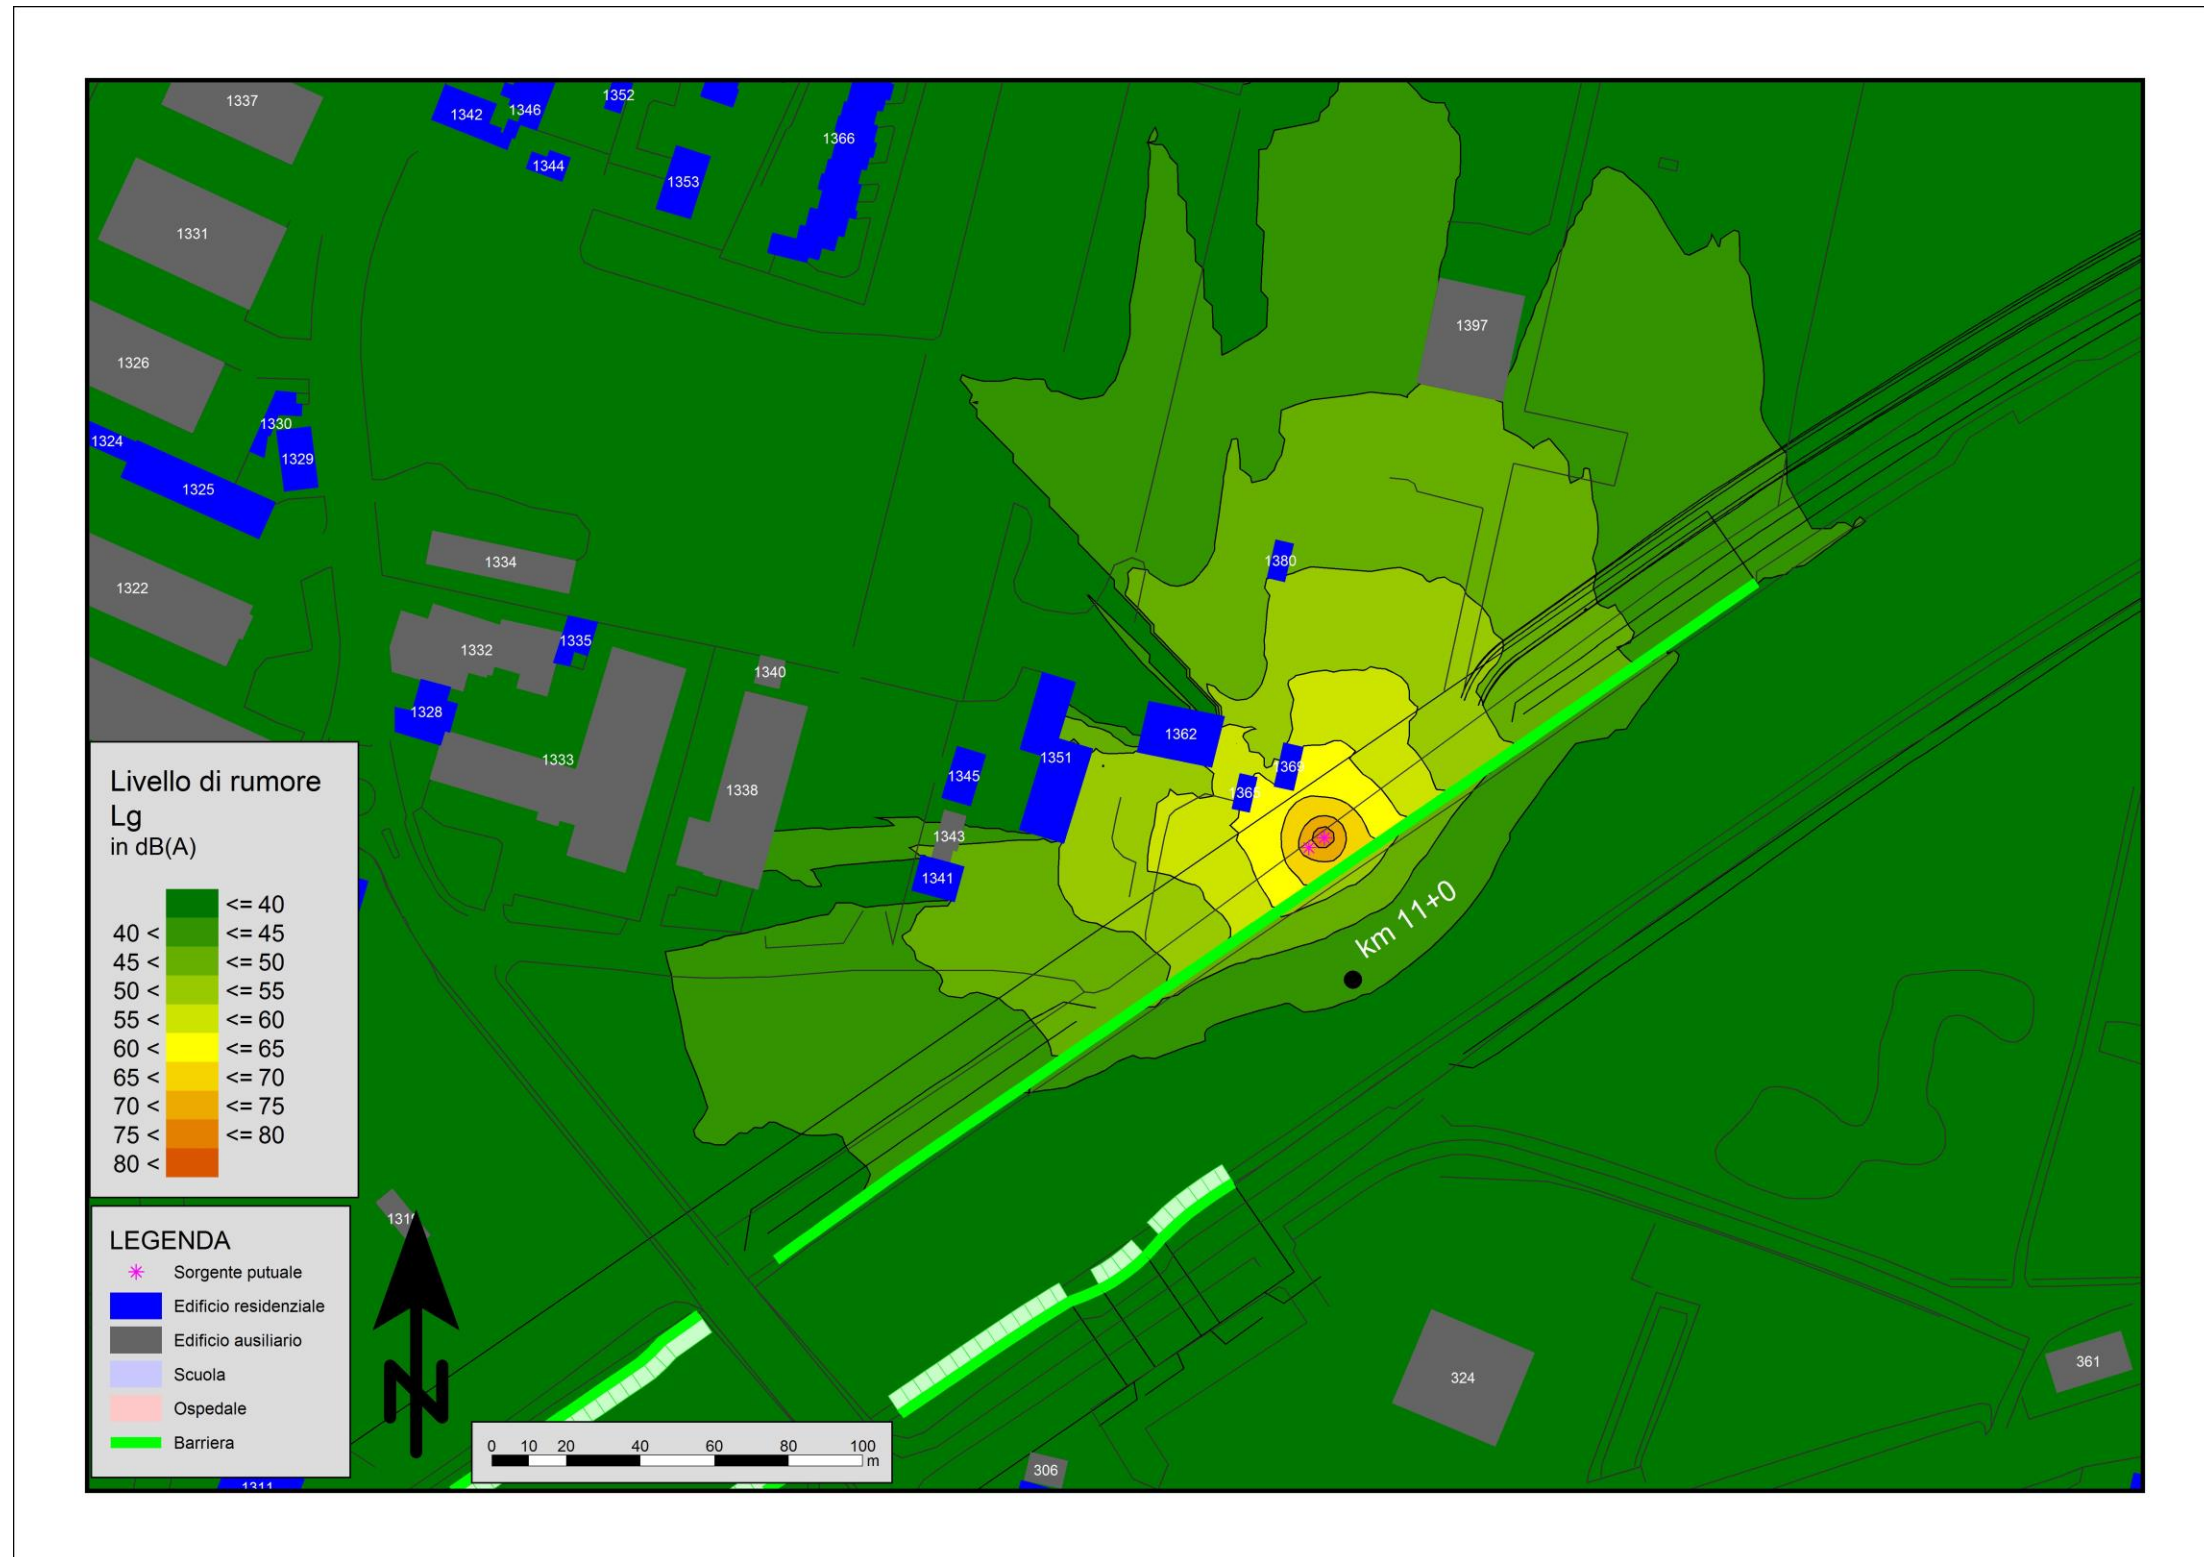 1337
1342
1346
1352
1366
1344
1353
1331
1397
1326
1330
1324
1329
1325
1380
1334
1322
1335
1332
1340
1328
1362
1351
1369
1333
1345
1338
1365
1343
1341
km 11+0
Livello di rumore
Lg
in dB(A)
<= 40
40 < <= 45
45 < <= 50
50 < <= 55
55 < <= 60
60 < <= 65
65 < <= 70
70 < <= 75
75 < <= 80
80 <
LEGENDA
Sorgente putuale
Edificio residenziale
Edificio ausiliario
Scuola
Ospedale
Barriera
N
0 10 20 40 60 80 100
m
324
361
306
1311